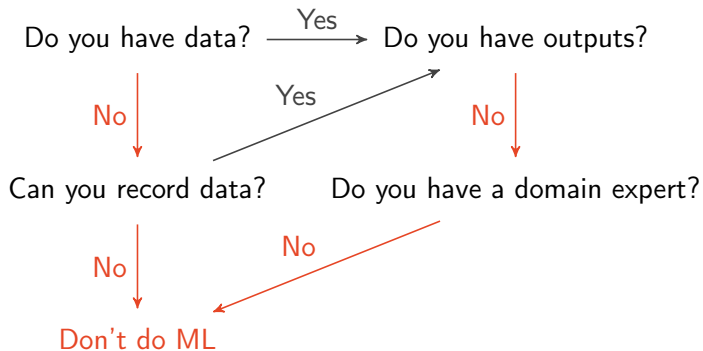 Do you have data?
Yes
Do you have outputs?
Yes
No
No
Can you record data?
Do you have a domain expert?
No
No
Don't do ML